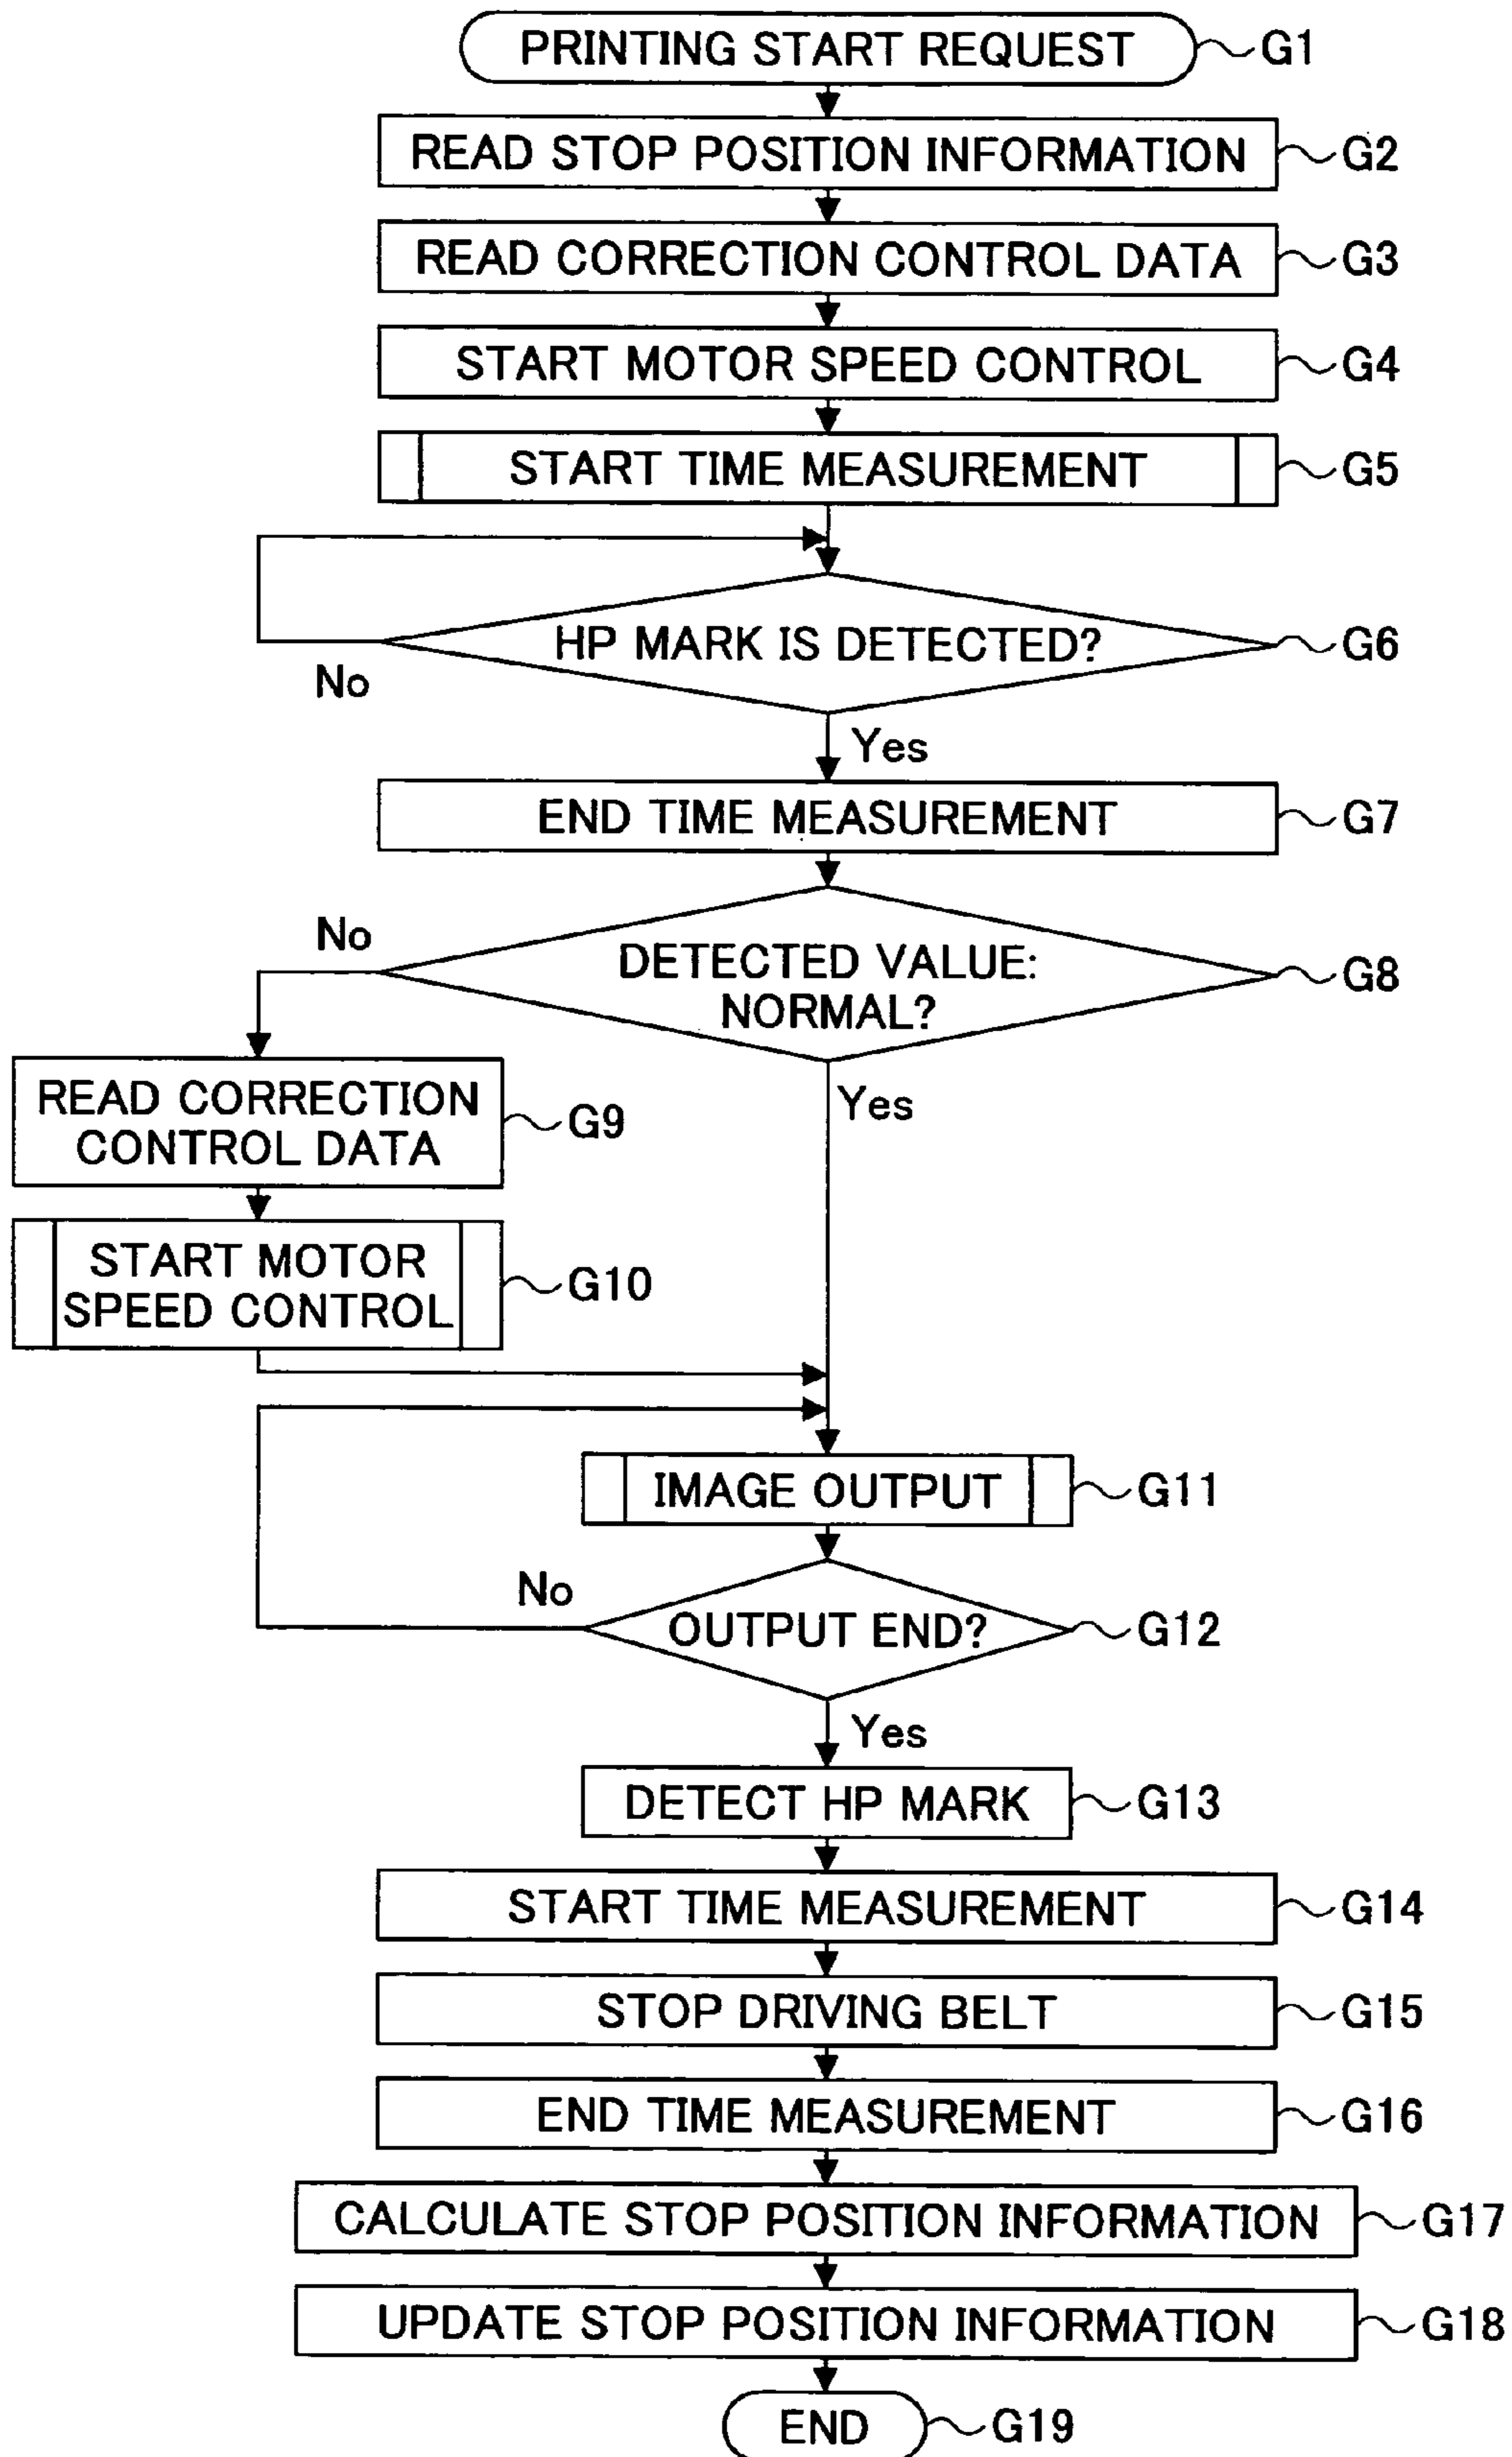 PRINTING START REQUEST G1
READ STOP POSITION INFORMATION G2
READ CORRECTION CONTROL DATA G3
START MOTOR SPEED CONTROL G4
START TIME MEASUREMENT G5
HP MARK IS DETECTED? G6
No
Yes
END TIME MEASUREMENT G7
No
DETECTED VALUE:
NORMAL?
G8
Yes
READ CORRECTION
CONTROL DATA
G9
START MOTOR
SPEED CONTROL
G10
IMAGE OUTPUT G11
No
OUTPUT END? G12
Yes
DETECT HP MARK G13
START TIME MEASUREMENT G14
STOP DRIVING BELT G15
END TIME MEASUREMENT G16
CALCULATE STOP POSITION INFORMATION G17
UPDATE STOP POSITION INFORMATION G18
END G19